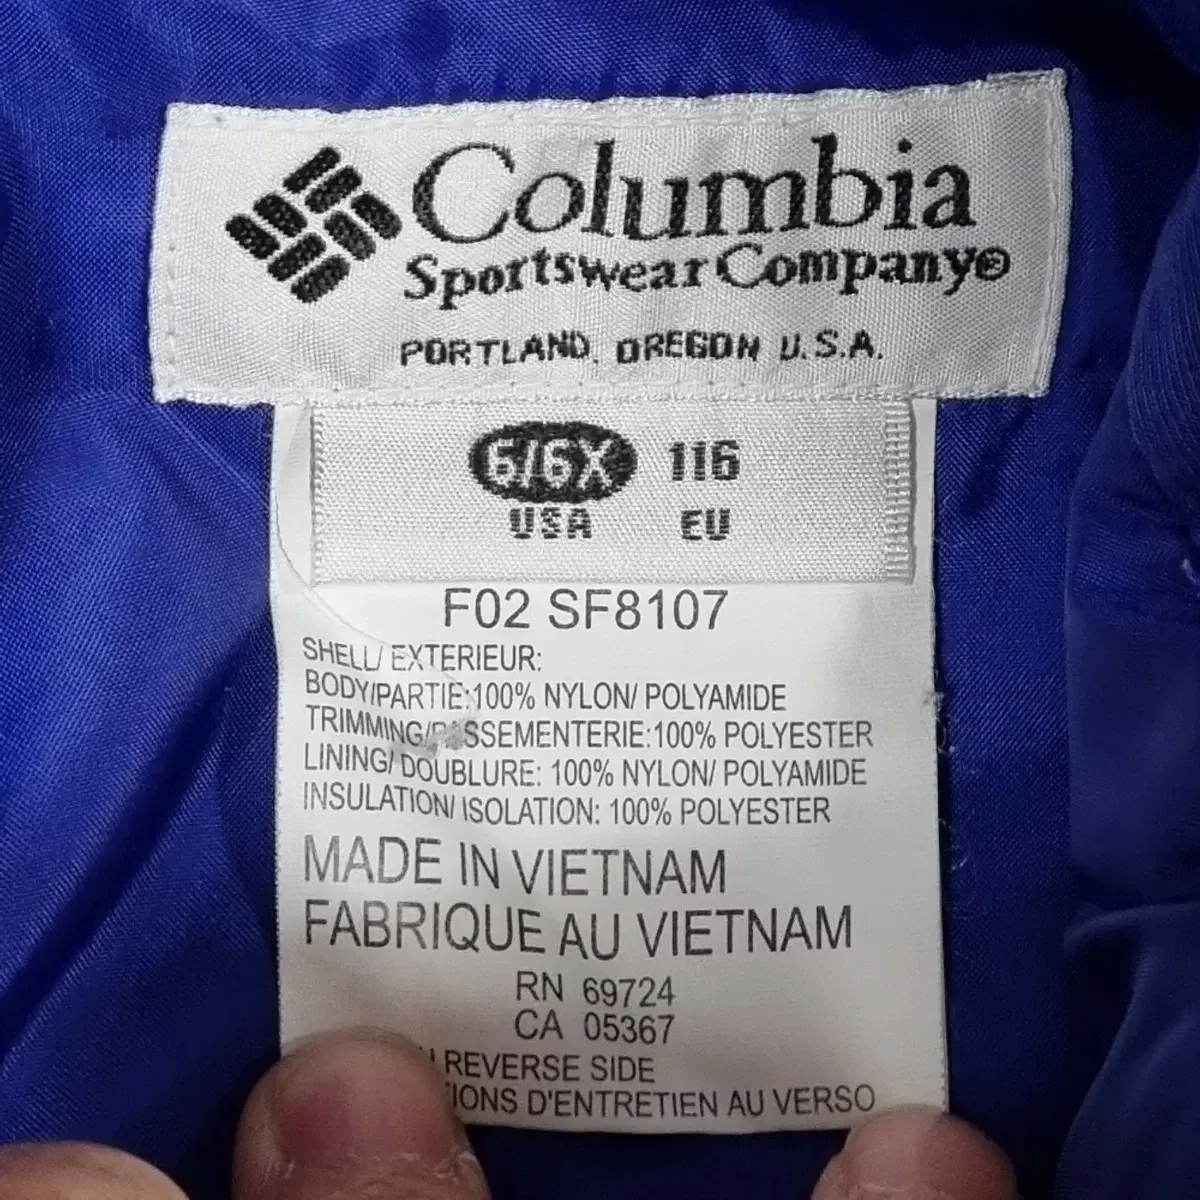 Columbia
Sportswear Company®
PORTLAND, OREGON U.S.A.
6/6X 116
USA EU
F02 SF8107
SHELL/ EXTERIEUR:
BODY/PARTIE:100% NYLON/ POLYAMIDE
TRIMMING/PASSEMENTERIE:100% POLYESTER
LINING/ DOUBLURE: 100% NYLON/ POLYAMIDE
INSULATION/ ISOLATION: 100% POLYESTER
MADE IN VIETNAM
FABRIQUE AU VIETNAM
RN 69724
CA 05367
REVERSE SIDE
D'ENTRETIEN AU VERSO